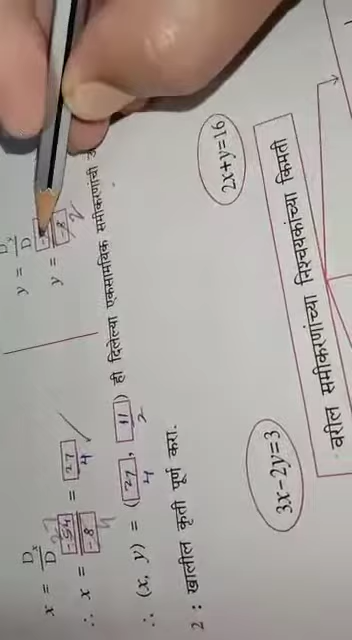 x = Dx/D
y = Dy/D
∴ x = -54/-8 = 27/4
y = /-8
∴ (x, y) = (27/4, 11/2) ही दिलेल्या एकसामयिक समीकरणांची
2 : खालील कृती पूर्ण करा.
3x-2y=3
2x+y=16
वरील समीकरणांच्या निश्चयकांच्या किमती